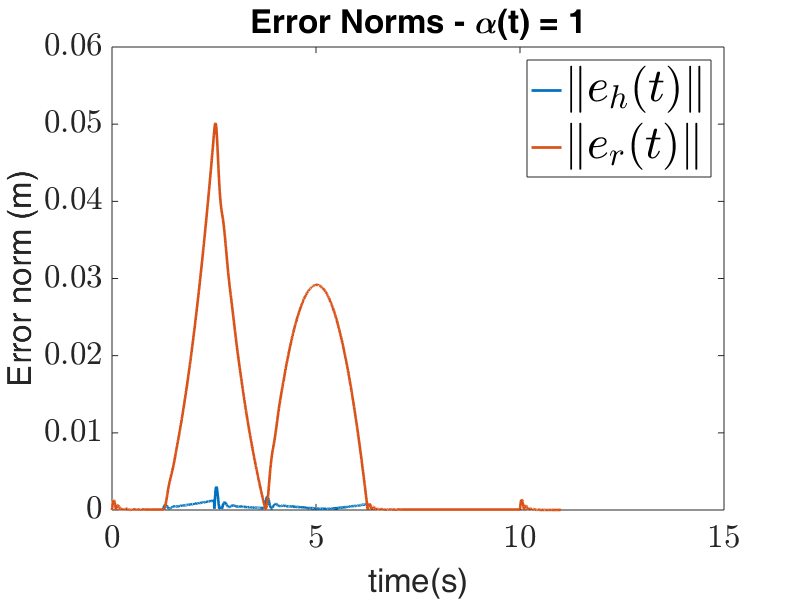 Error Norms - α(t) = 1
0.06
0.05
0.04
0.03
0.02
0.01
0
Error norm (m)
0 5 10 15
time(s)
||e_h(t)||
||e_r(t)||